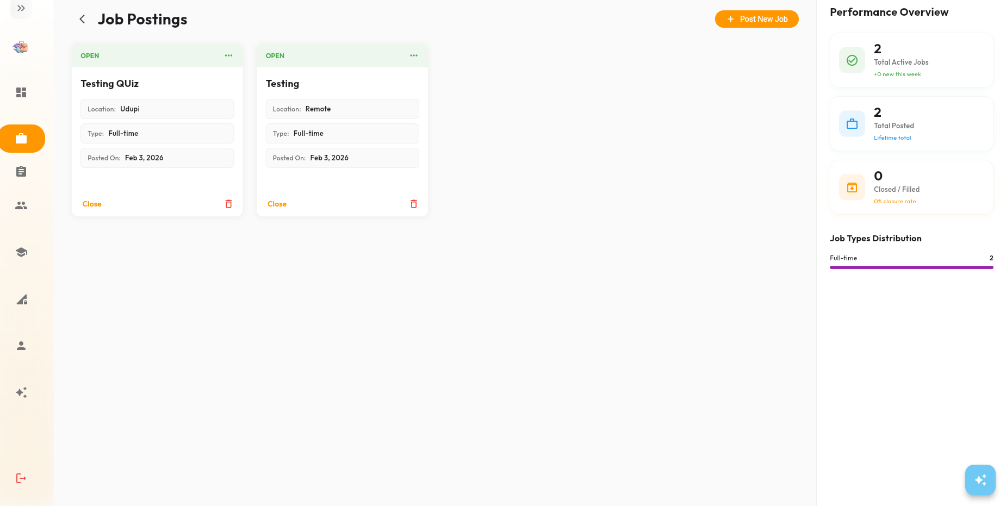 Job Postings
Post New Job
OPEN
Testing QUiz
Location: Udupi
Type: Full-time
Posted On: Feb 3, 2026
Close
OPEN
Testing
Location: Remote
Type: Full-time
Posted On: Feb 3, 2026
Close
Performance Overview
2
Total Active Jobs
+0 new this week
2
Total Posted
Lifetime total
0
Closed / Filled
0% closure rate
Job Types Distribution
Full-time 2